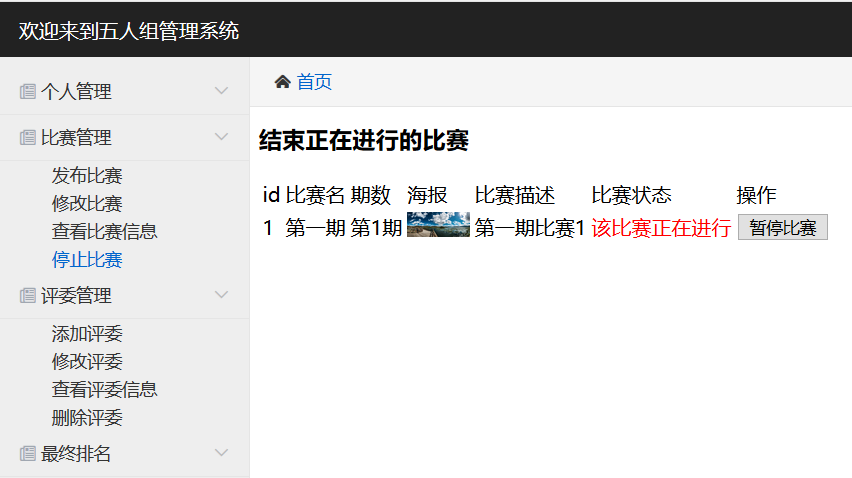 欢迎来到五人组管理系统
个人管理
比赛管理
发布比赛
修改比赛
查看比赛信息
停止比赛
评委管理
添加评委
修改评委
查看评委信息
删除评委
最终排名
首页
结束正在进行的比赛
id 比赛名 期数 海报 比赛描述 比赛状态 操作
1 第一期 第1期 第一期比赛1 该比赛正在进行 暂停比赛